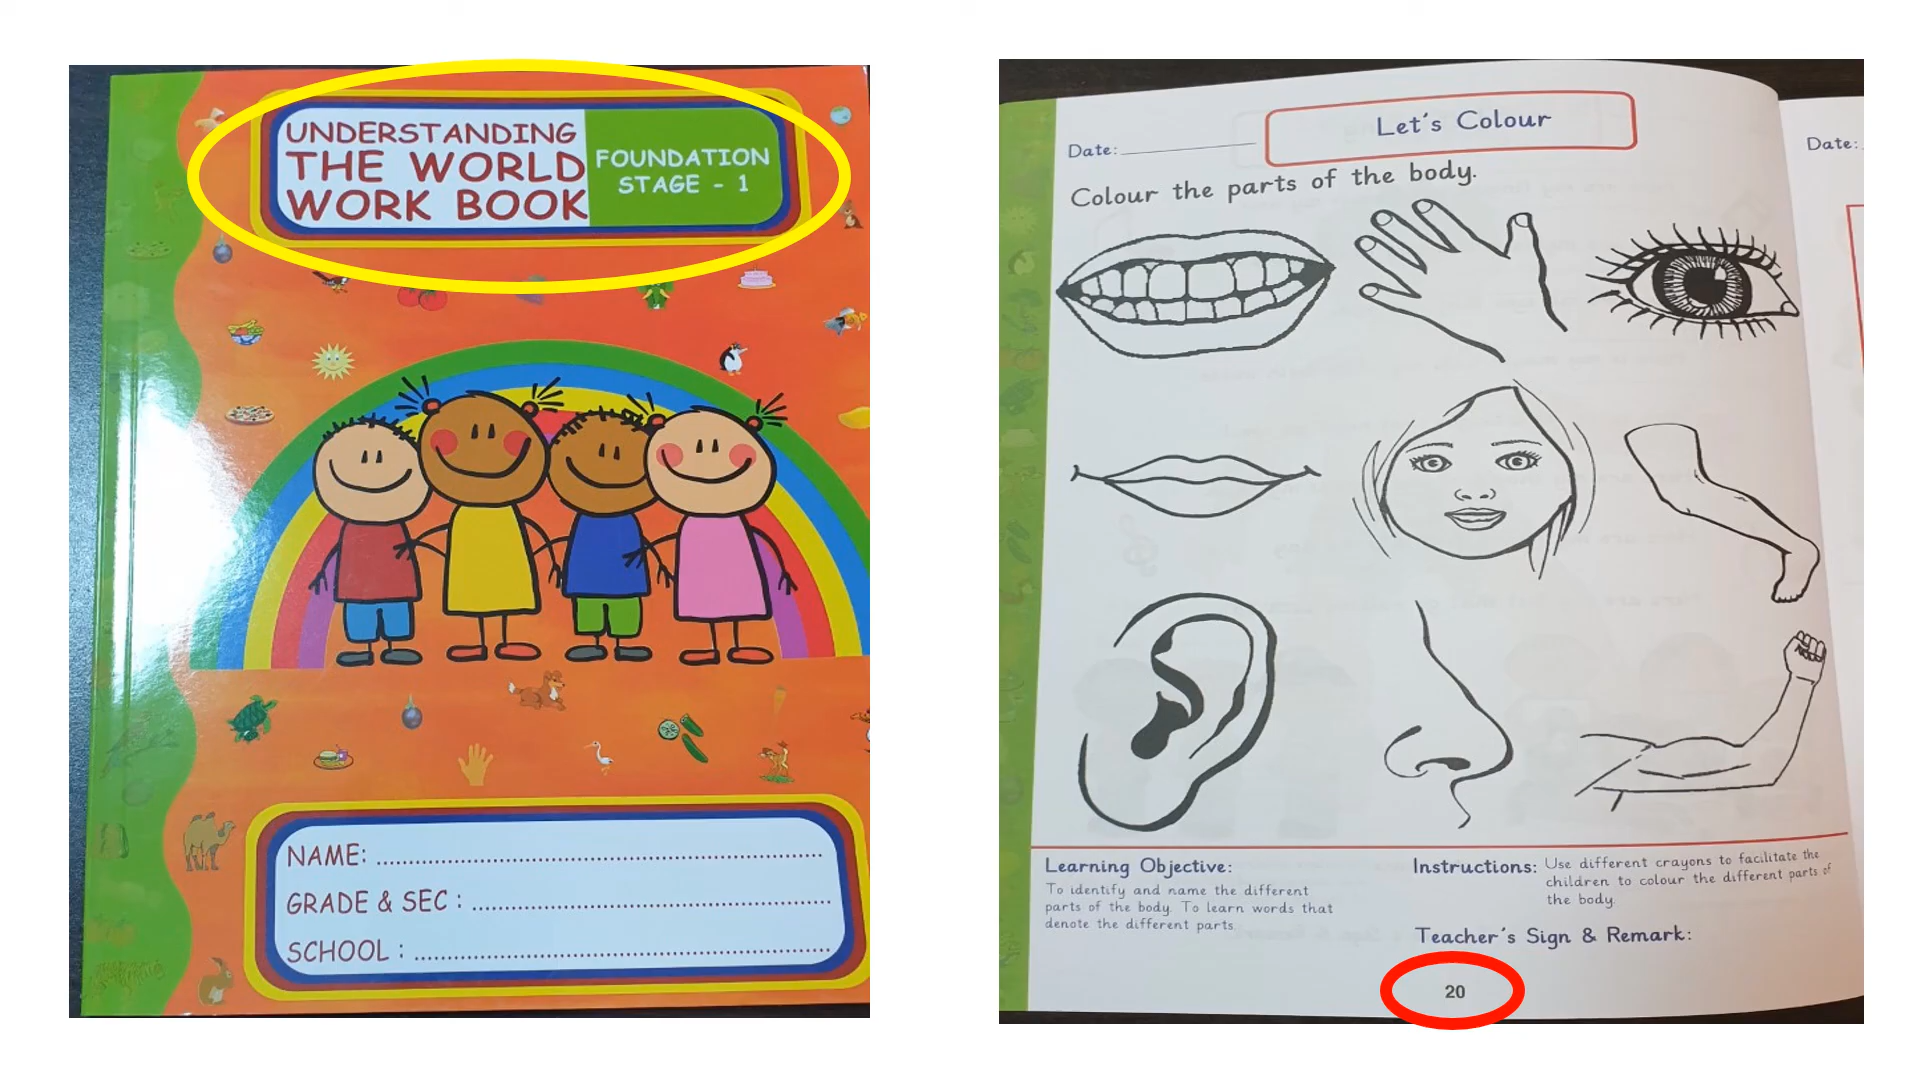 UNDERSTANDING
THE WORLD
WORK BOOK
FOUNDATION
STAGE - 1
NAME:
GRADE & SEC :
SCHOOL :
Let's Colour
Date:
Colour the parts of the body.
Learning Objective:
To identify and name the different
parts of the body. To learn words that
denote the different parts.
Instructions: Use different crayons to facilitate the
children to colour the different parts of
the body.
Teacher's Sign & Remark:
20
Date: